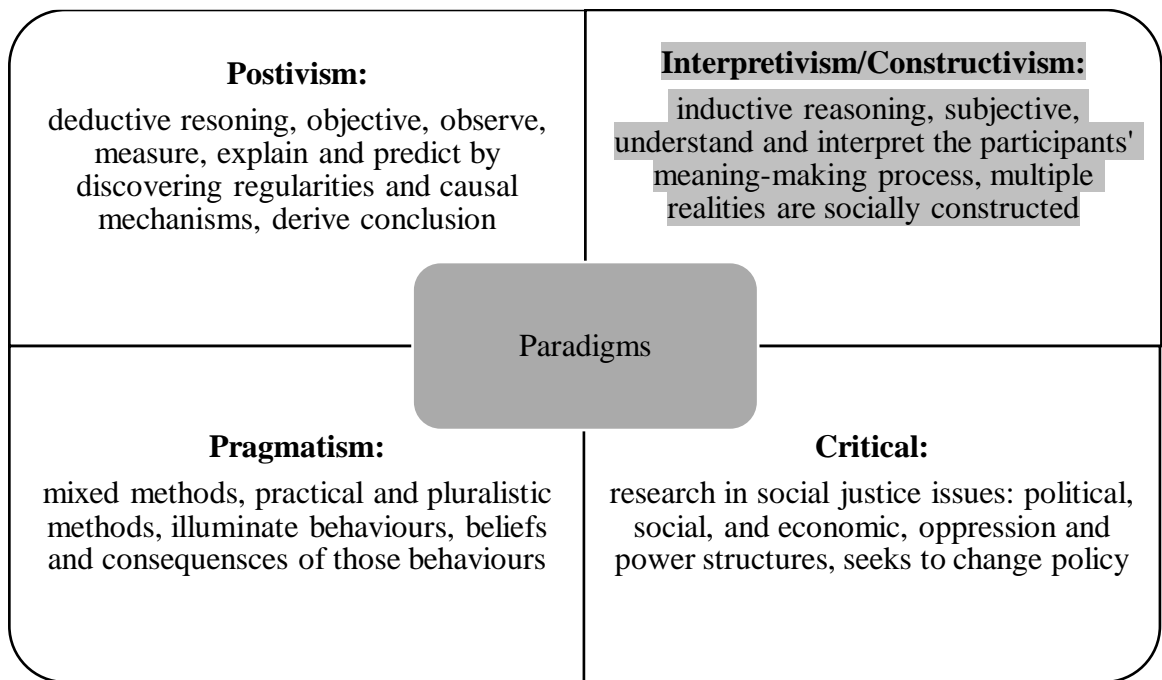 Postivism:
deductive resoning, objective, observe,
measure, explain and predict by
discovering regularities and causal
mechanisms, derive conclusion
Interpretivism/Constructivism:
inductive reasoning, subjective,
understand and interpret the participants'
meaning-making process, multiple
realities are socially constructed
Paradigms
Pragmatism:
mixed methods, practical and pluralistic
methods, illuminate behaviours, beliefs
and consequensces of those behaviours
Critical:
research in social justice issues: political,
social, and economic, oppression and
power structures, seeks to change policy